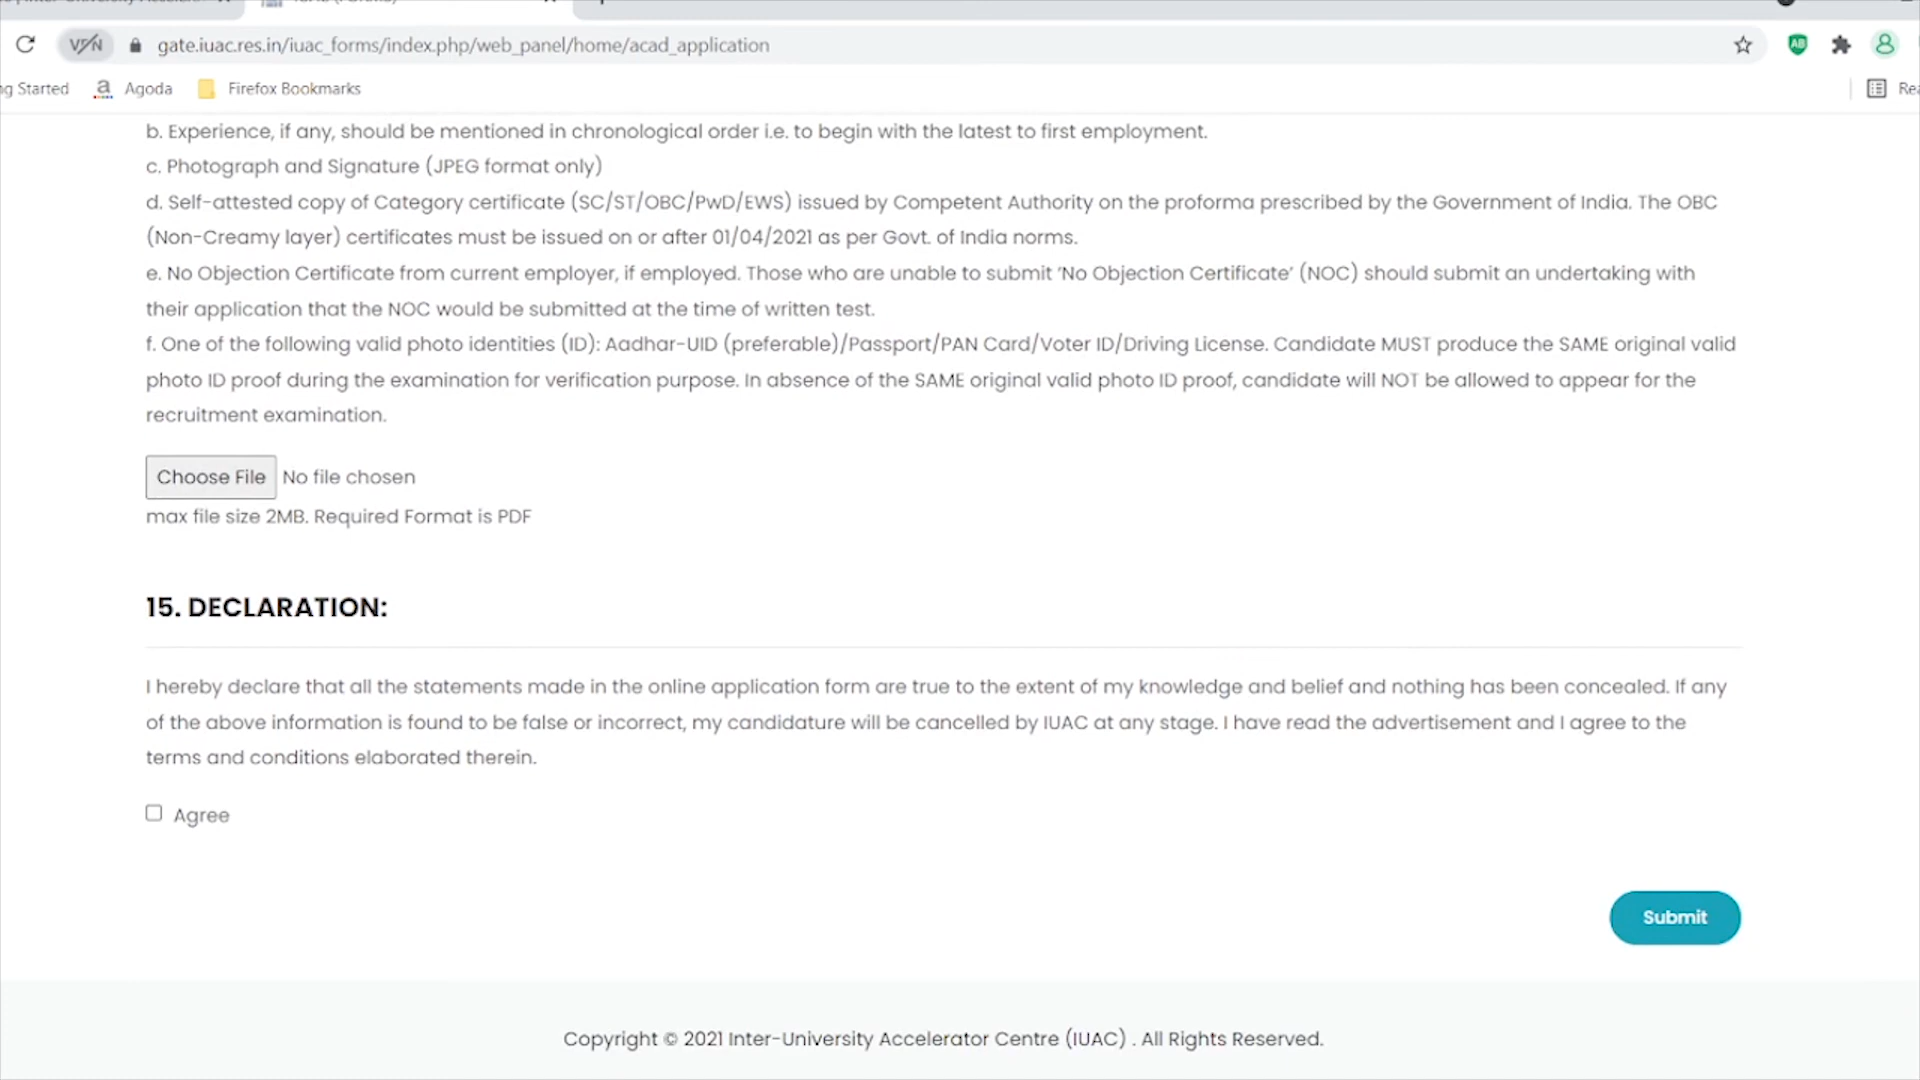 gate.iuac.res.in/iuac_forms/index.php/web_panel/home/acad_application
Started Agoda Firefox Bookmarks
b. Experience, if any, should be mentioned in chronological order i.e. to begin with the latest to first employment.
c. Photograph and Signature (JPEG format only)
d. Self-attested copy of Category certificate (SC/ST/OBC/PwD/EWS) issued by Competent Authority on the proforma prescribed by the Government of India. The OBC
(Non-Creamy layer) certificates must be issued on or after 01/04/2021 as per Govt. of India norms.
e. No Objection Certificate from current employer, if employed. Those who are unable to submit ‘No Objection Certificate’ (NOC) should submit an undertaking with
their application that the NOC would be submitted at the time of written test.
f. One of the following valid photo identities (ID): Aadhar-UID (preferable)/Passport/PAN Card/Voter ID/Driving License. Candidate MUST produce the SAME original valid
photo ID proof during the examination for verification purpose. In absence of the SAME original valid photo ID proof, candidate will NOT be allowed to appear for the
recruitment examination.
Choose File No file chosen
max file size 2MB. Required Format is PDF
15. DECLARATION:
I hereby declare that all the statements made in the online application form are true to the extent of my knowledge and belief and nothing has been concealed. If any
of the above information is found to be false or incorrect, my candidature will be cancelled by IUAC at any stage. I have read the advertisement and I agree to the
terms and conditions elaborated therein.
Agree
Submit
Copyright © 2021 Inter-University Accelerator Centre (IUAC) . All Rights Reserved.